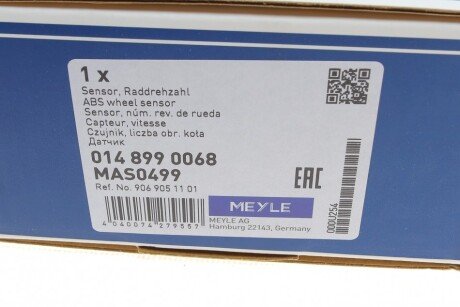 1 x
Sensor, Raddrehzahl
ABS wheel sensor
Sensor, núm. rev. de rueda
Capteur, vitesse
Czujnik, liczba obr. koła
Датчик
014 899 0068
MAS0499
Ref. No. 906 905 11 01
4 040074 279557
EAC
MEYLE
MEYLE AG
Hamburg 22143, Germany
000U254